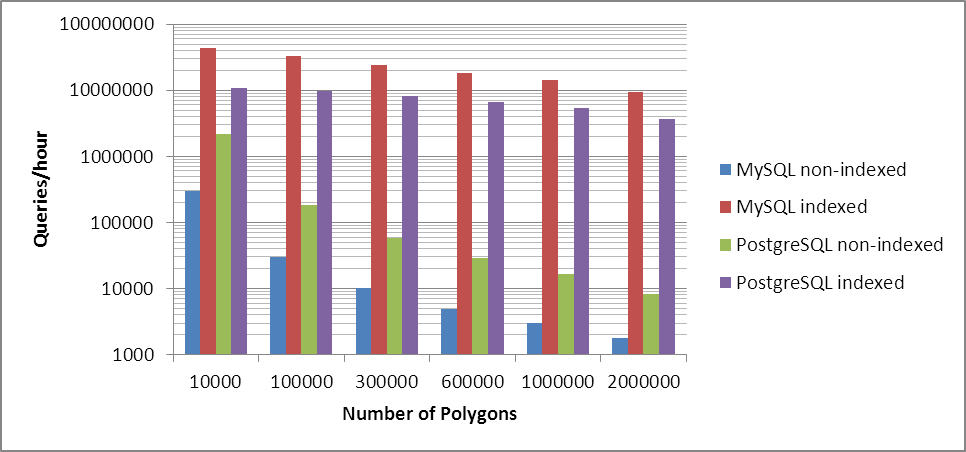 100000000
10000000
1000000
100000
10000
1000
Queries/hour
10000 100000 300000 600000 1000000 2000000
Number of Polygons
MySQL non-indexed
MySQL indexed
PostgreSQL non-indexed
PostgreSQL indexed